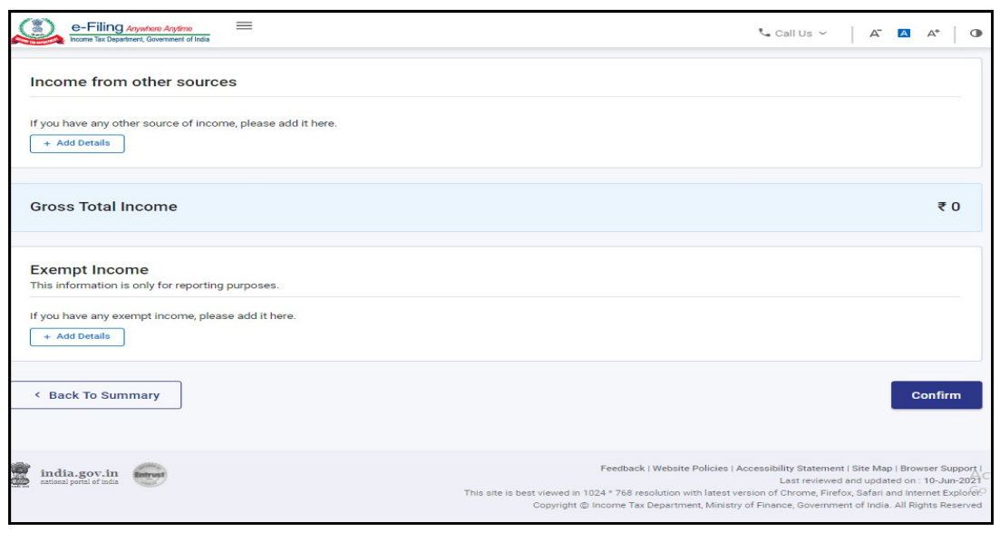 e-Filing Anywhere Anytime
Income Tax Department, Government of India
Call Us
A-
A
A+
Income from other sources
If you have any other source of income, please add it here.
+ Add Details
Gross Total Income
₹ 0
Exempt Income
This information is only for reporting purposes.
If you have any exempt income, please add it here.
+ Add Details
< Back To Summary
Confirm
india.gov.in
national portal of india
Entrust
Feedback | Website Policies | Accessibility Statement | Site Map | Browser Support |
Last reviewed and updated on : 10-Jun-2021
This site is best viewed in 1024 * 768 resolution with latest version of Chrome, Firefox, Safari and Internet Explorer.
Copyright © Income Tax Department, Ministry of Finance, Government of India. All Rights Reserved